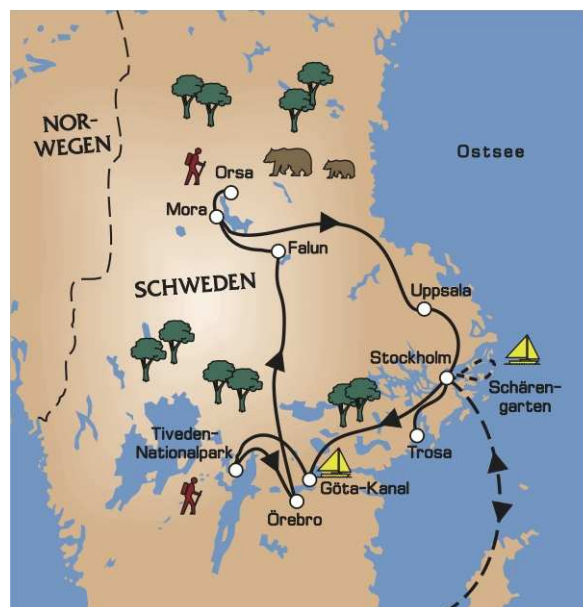 NOR-
WEGEN
Ostsee
Orsa
Mora
Falun
SCHWEDEN
Uppsala
Stockholm
Schären-
garten
Tiveden-
Nationalpark
Trosa
Göta-Kanal
Örebro